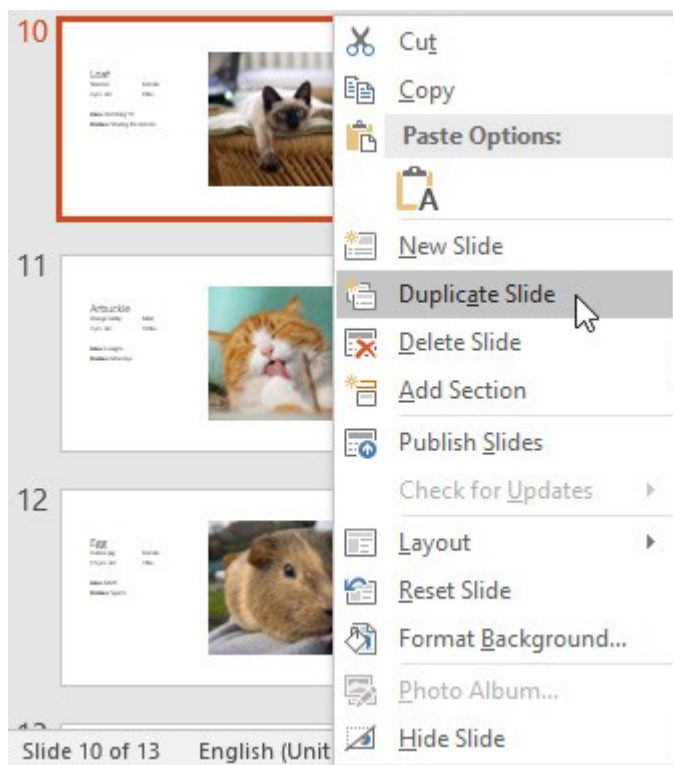 10
Loaf
11
Arbuckle
12
Egg
Slide 10 of 13 English (Unit
Cut
Copy
Paste Options:
New Slide
Duplicate Slide
Delete Slide
Add Section
Publish Slides
Check for Updates
Layout
Reset Slide
Format Background...
Photo Album...
Hide Slide